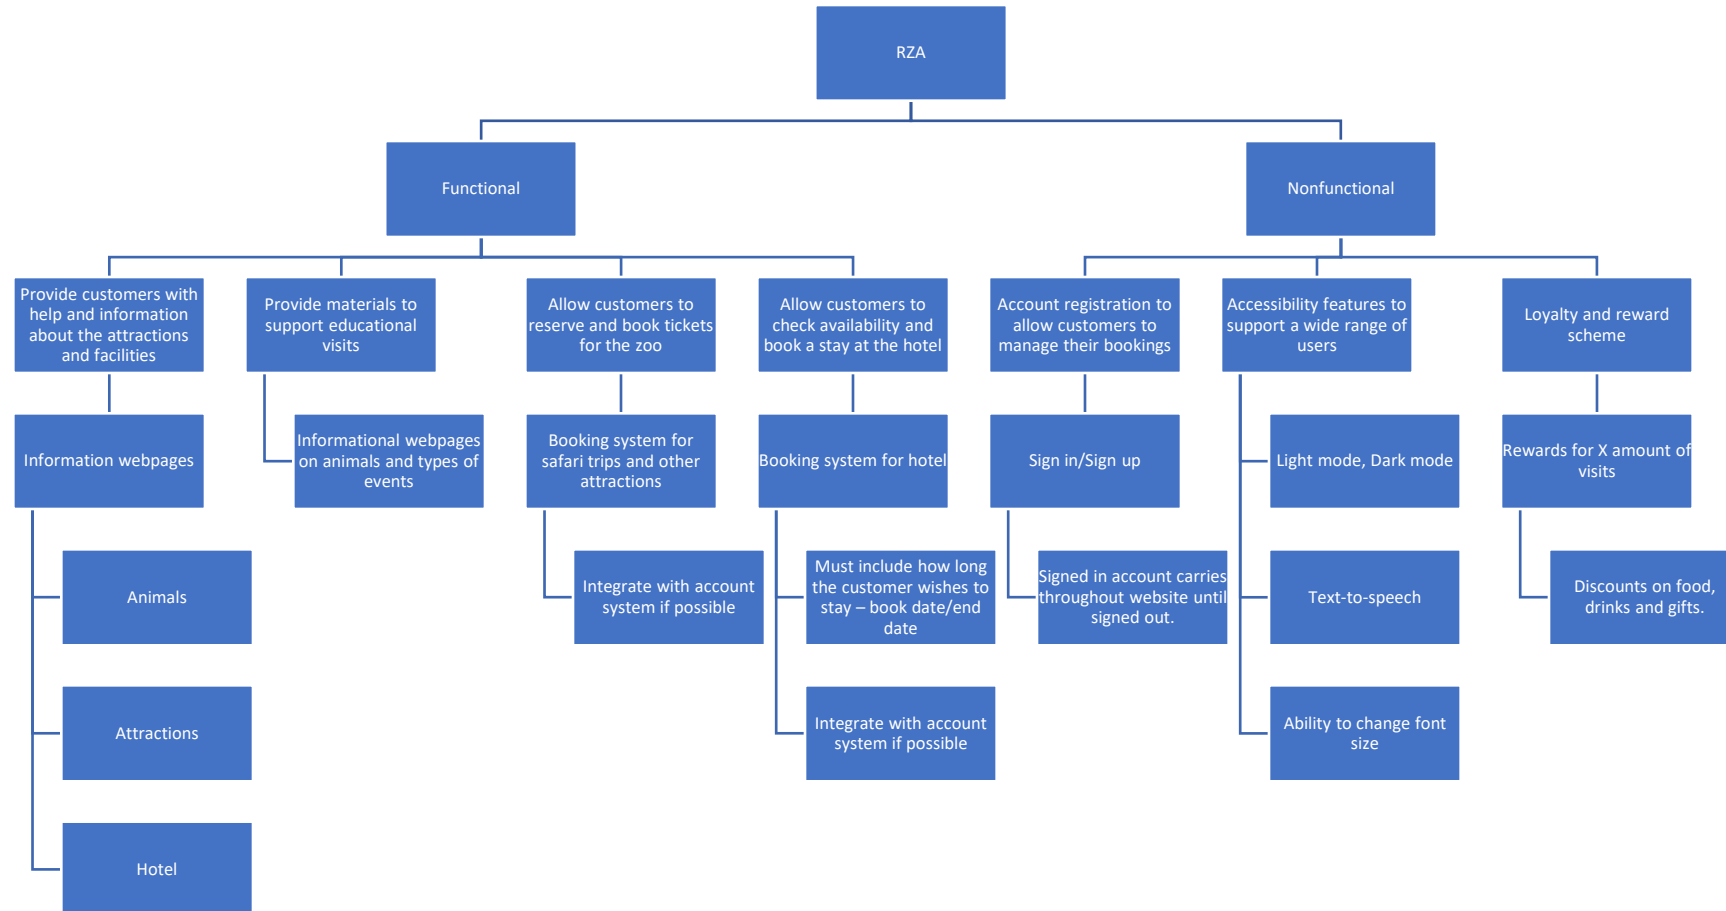 RZA
Functional
Nonfunctional
Provide customers with
help and information
about the attractions
and facilities
Provide materials to
support educational
visits
Allow customers to
reserve and book tickets
for the zoo
Allow customers to
check availability and
book a stay at the hotel
Account registration to
allow customers to
manage their bookings
Accessibility features to
support a wide range of
users
Loyalty and reward
scheme
Information webpages
Informational webpages
on animals and types of
events
Booking system for
safari trips and other
attractions
Booking system for hotel
Sign in/Sign up
Light mode, Dark mode
Rewards for X amount of
visits
Animals
Integrate with account
system if possible
Must include how long
the customer wishes to
stay – book date/end
date
Signed in account carries
throughout website until
signed out.
Text-to-speech
Discounts on food,
drinks and gifts.
Attractions
Integrate with account
system if possible
Ability to change font
size
Hotel